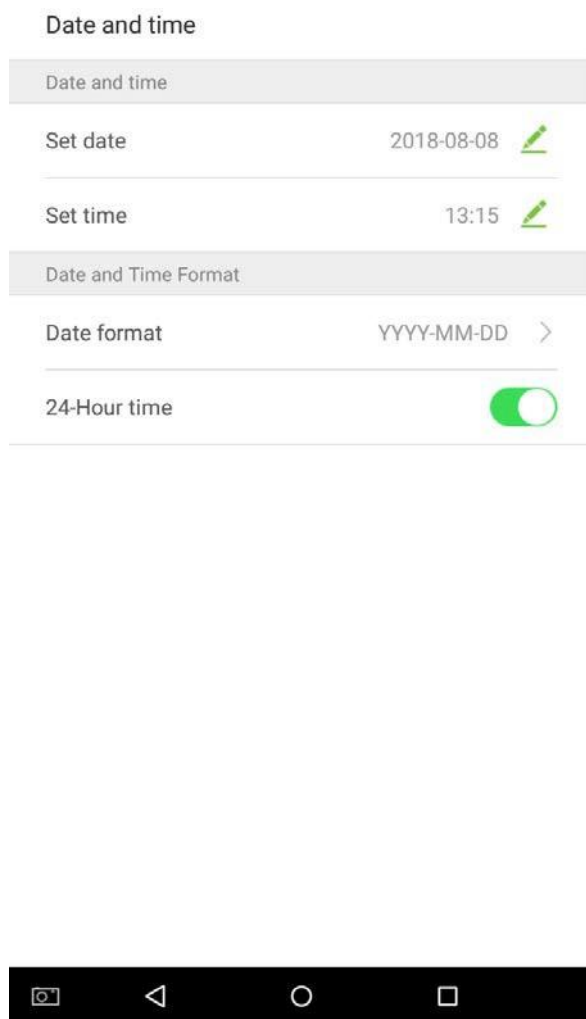 Date and time
Date and time
Set date 2018-08-08
Set time 13:15
Date and Time Format
Date format YYYY-MM-DD
24-Hour time